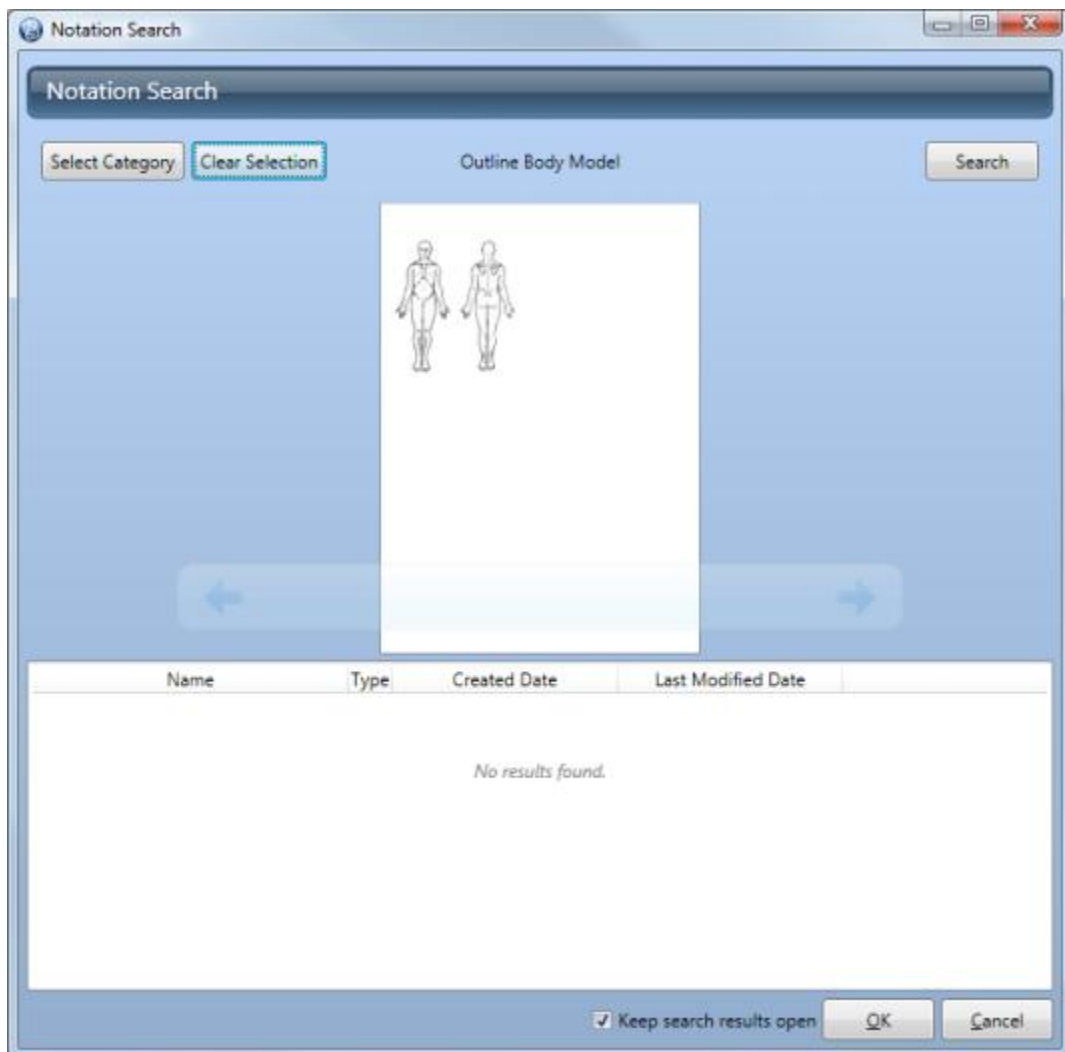 Notation Search
Notation Search
Select Category Clear Selection Outline Body Model Search
Name Type Created Date Last Modified Date
No results found.
Keep search results open OK Cancel